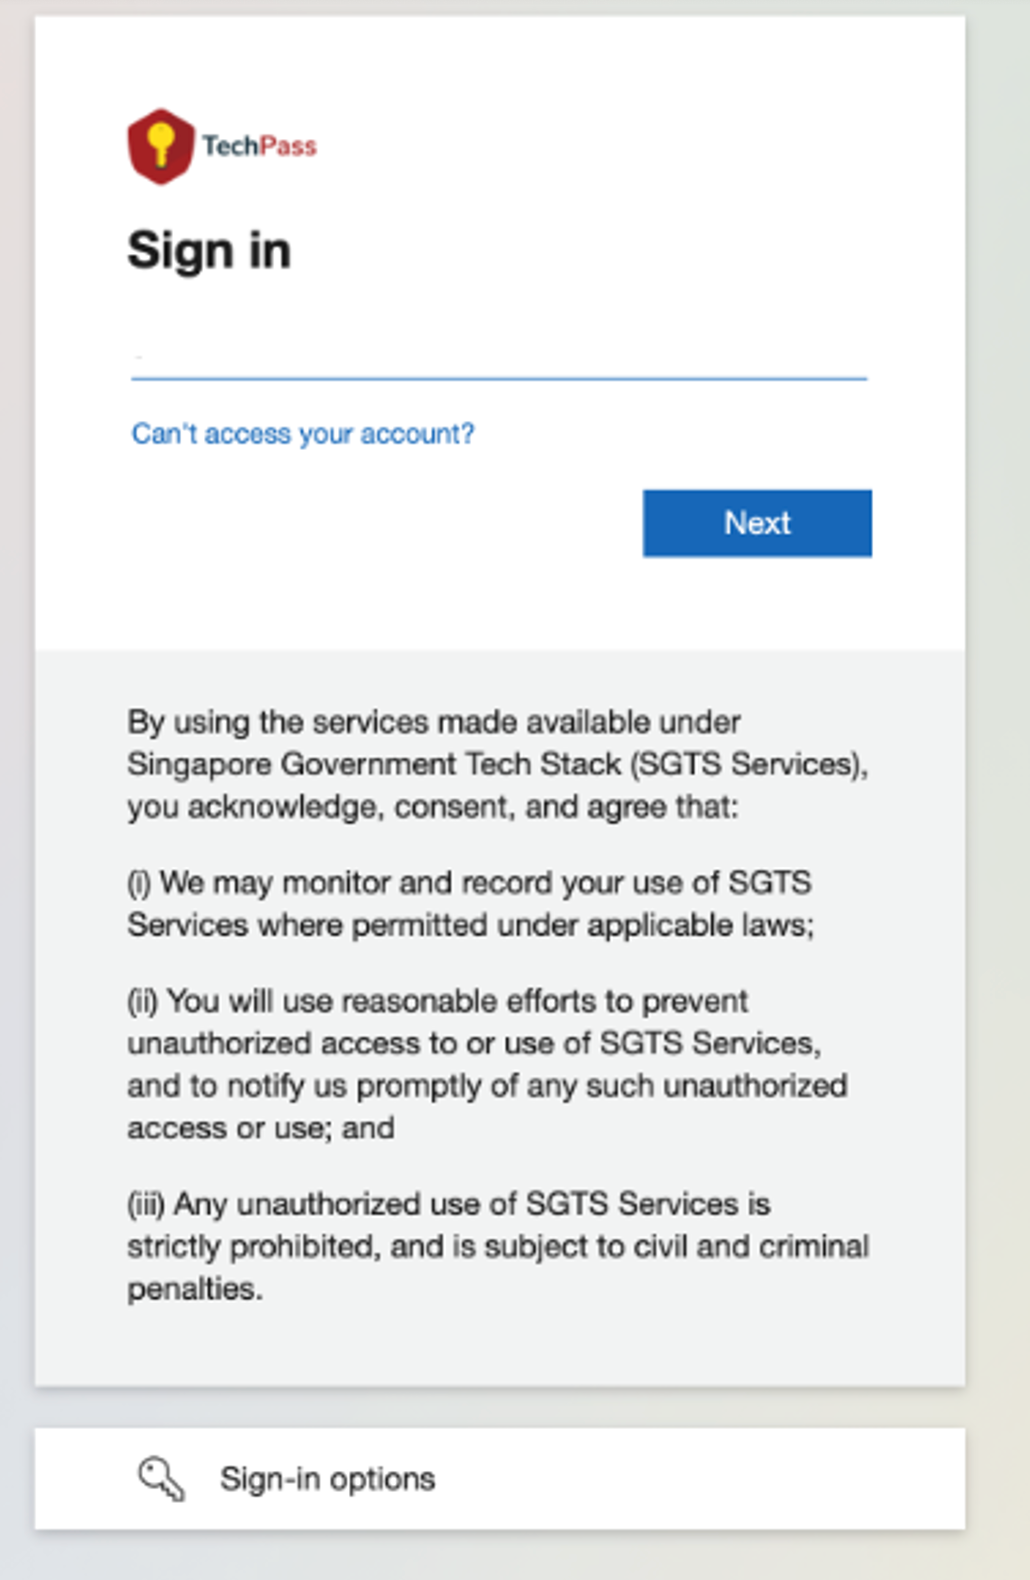 TechPass
Sign in
Can't access your account?
Next
By using the services made available under
Singapore Government Tech Stack (SGTS Services),
you acknowledge, consent, and agree that:
(i) We may monitor and record your use of SGTS
Services where permitted under applicable laws;
(ii) You will use reasonable efforts to prevent
unauthorized access to or use of SGTS Services,
and to notify us promptly of any such unauthorized
access or use; and
(iii) Any unauthorized use of SGTS Services is
strictly prohibited, and is subject to civil and criminal
penalties.
Sign-in options